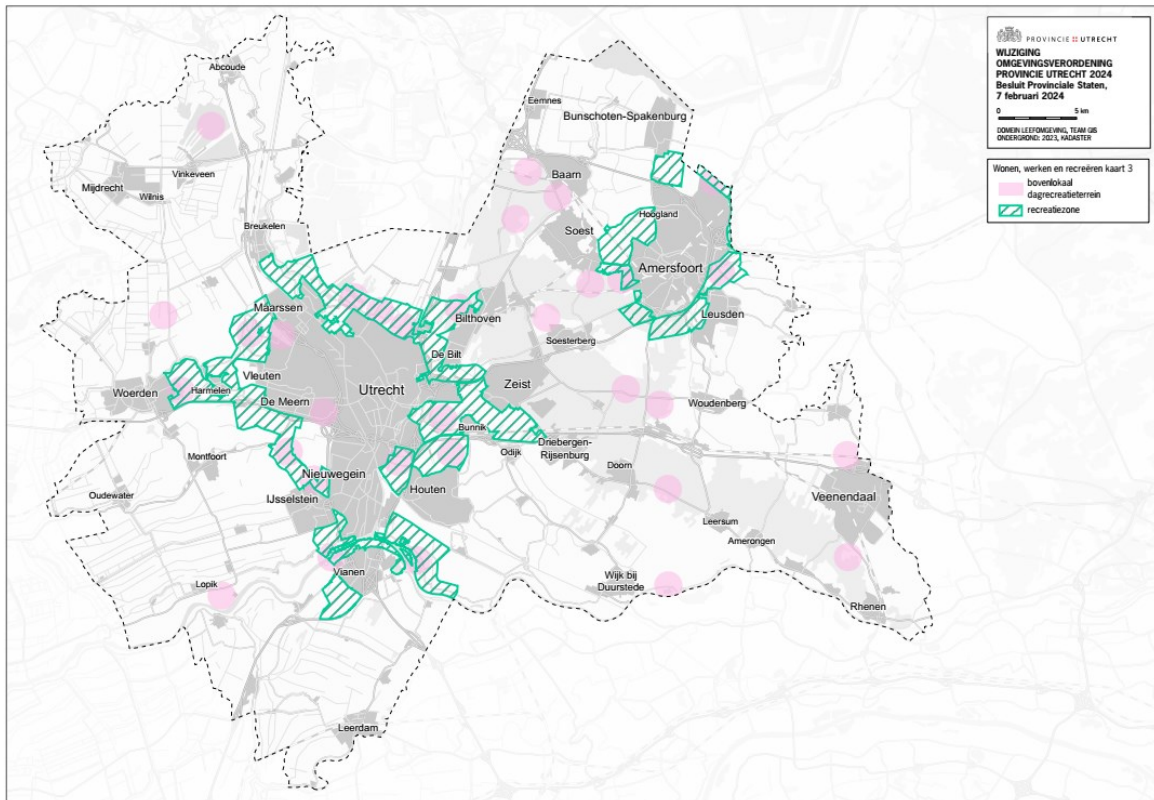 PROVINCIE UTRECHT
WIJZIGING
OMGEVINGSVERORDENING
PROVINCIE UTRECHT 2024
Besluit Provinciale Staten,
7 februari 2024
0 5 km
DOMEIN LEEFOMGEVING, TEAM GIS
ONDERGROND: 2023, KADASTER
Wonen, werken en recreëren kaart 3
bovenlokaal
dagrecreatieterrein
recreatiezone
Abcoude
Eemnes
Bunschoten-Spakenburg
Vinkeveen
Baarn
Mijdrecht
Wilnis
Hoogland
Breukelen
Soest
Amersfoort
Maarssen
Leusden
Bilthoven
Soesterberg
De Bilt
Vleuten
Zeist
Utrecht
Woerden
Harmelen
De Meern
Woudenberg
Bunnik
Driebergen-
Rijsenburg
Odijk
Montfoort
Doorn
Nieuwegein
Houten
Oudewater
IJsselstein
Veenendaal
Leersum
Amerongen
Vianen
Wijk bij
Duurstede
Lopik
Rhenen
Leerdam